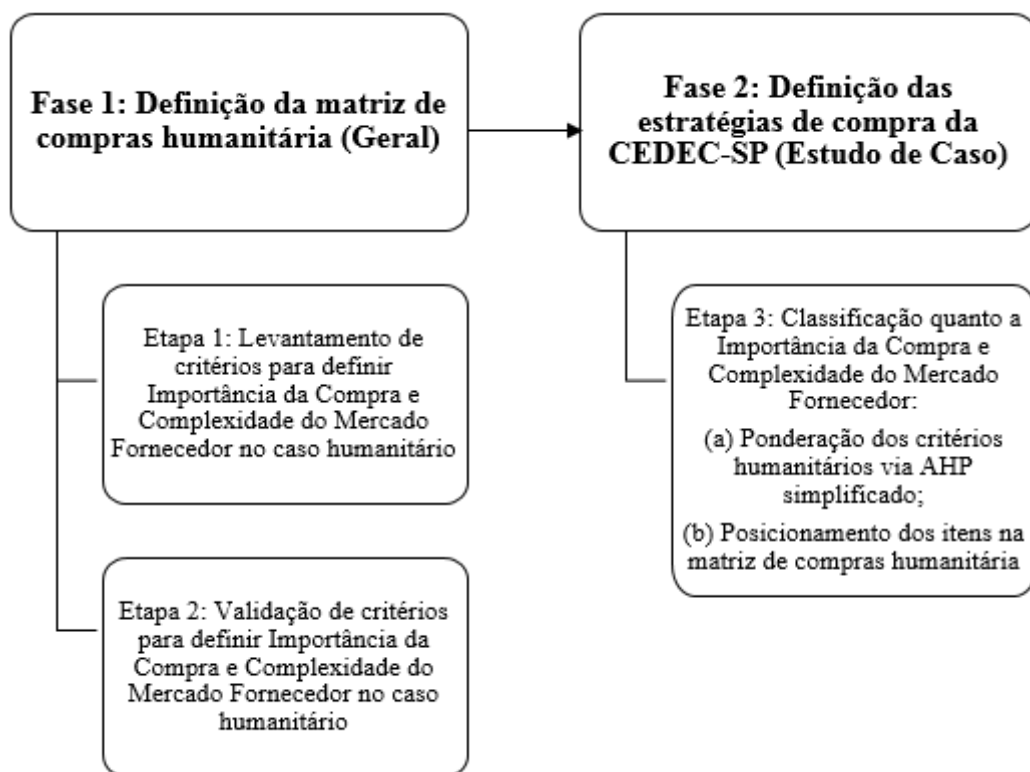 Fase 1: Definição da matriz de
compras humanitária (Geral)
Fase 2: Definição das
estratégias de compra da
CEDEC-SP (Estudo de Caso)
Etapa 1: Levantamento de
critérios para definir
Importância da Compra e
Complexidade do Mercado
Fornecedor no caso humanitário
Etapa 2: Validação de critérios
para definir Importância da
Compra e Complexidade do
Mercado Fornecedor no caso
humanitário
Etapa 3: Classificação quanto a
Importância da Compra e
Complexidade do Mercado
Fornecedor:
(a) Ponderação dos critérios
humanitários via AHP
simplificado;
(b) Posicionamento dos itens na
matriz de compras humanitária